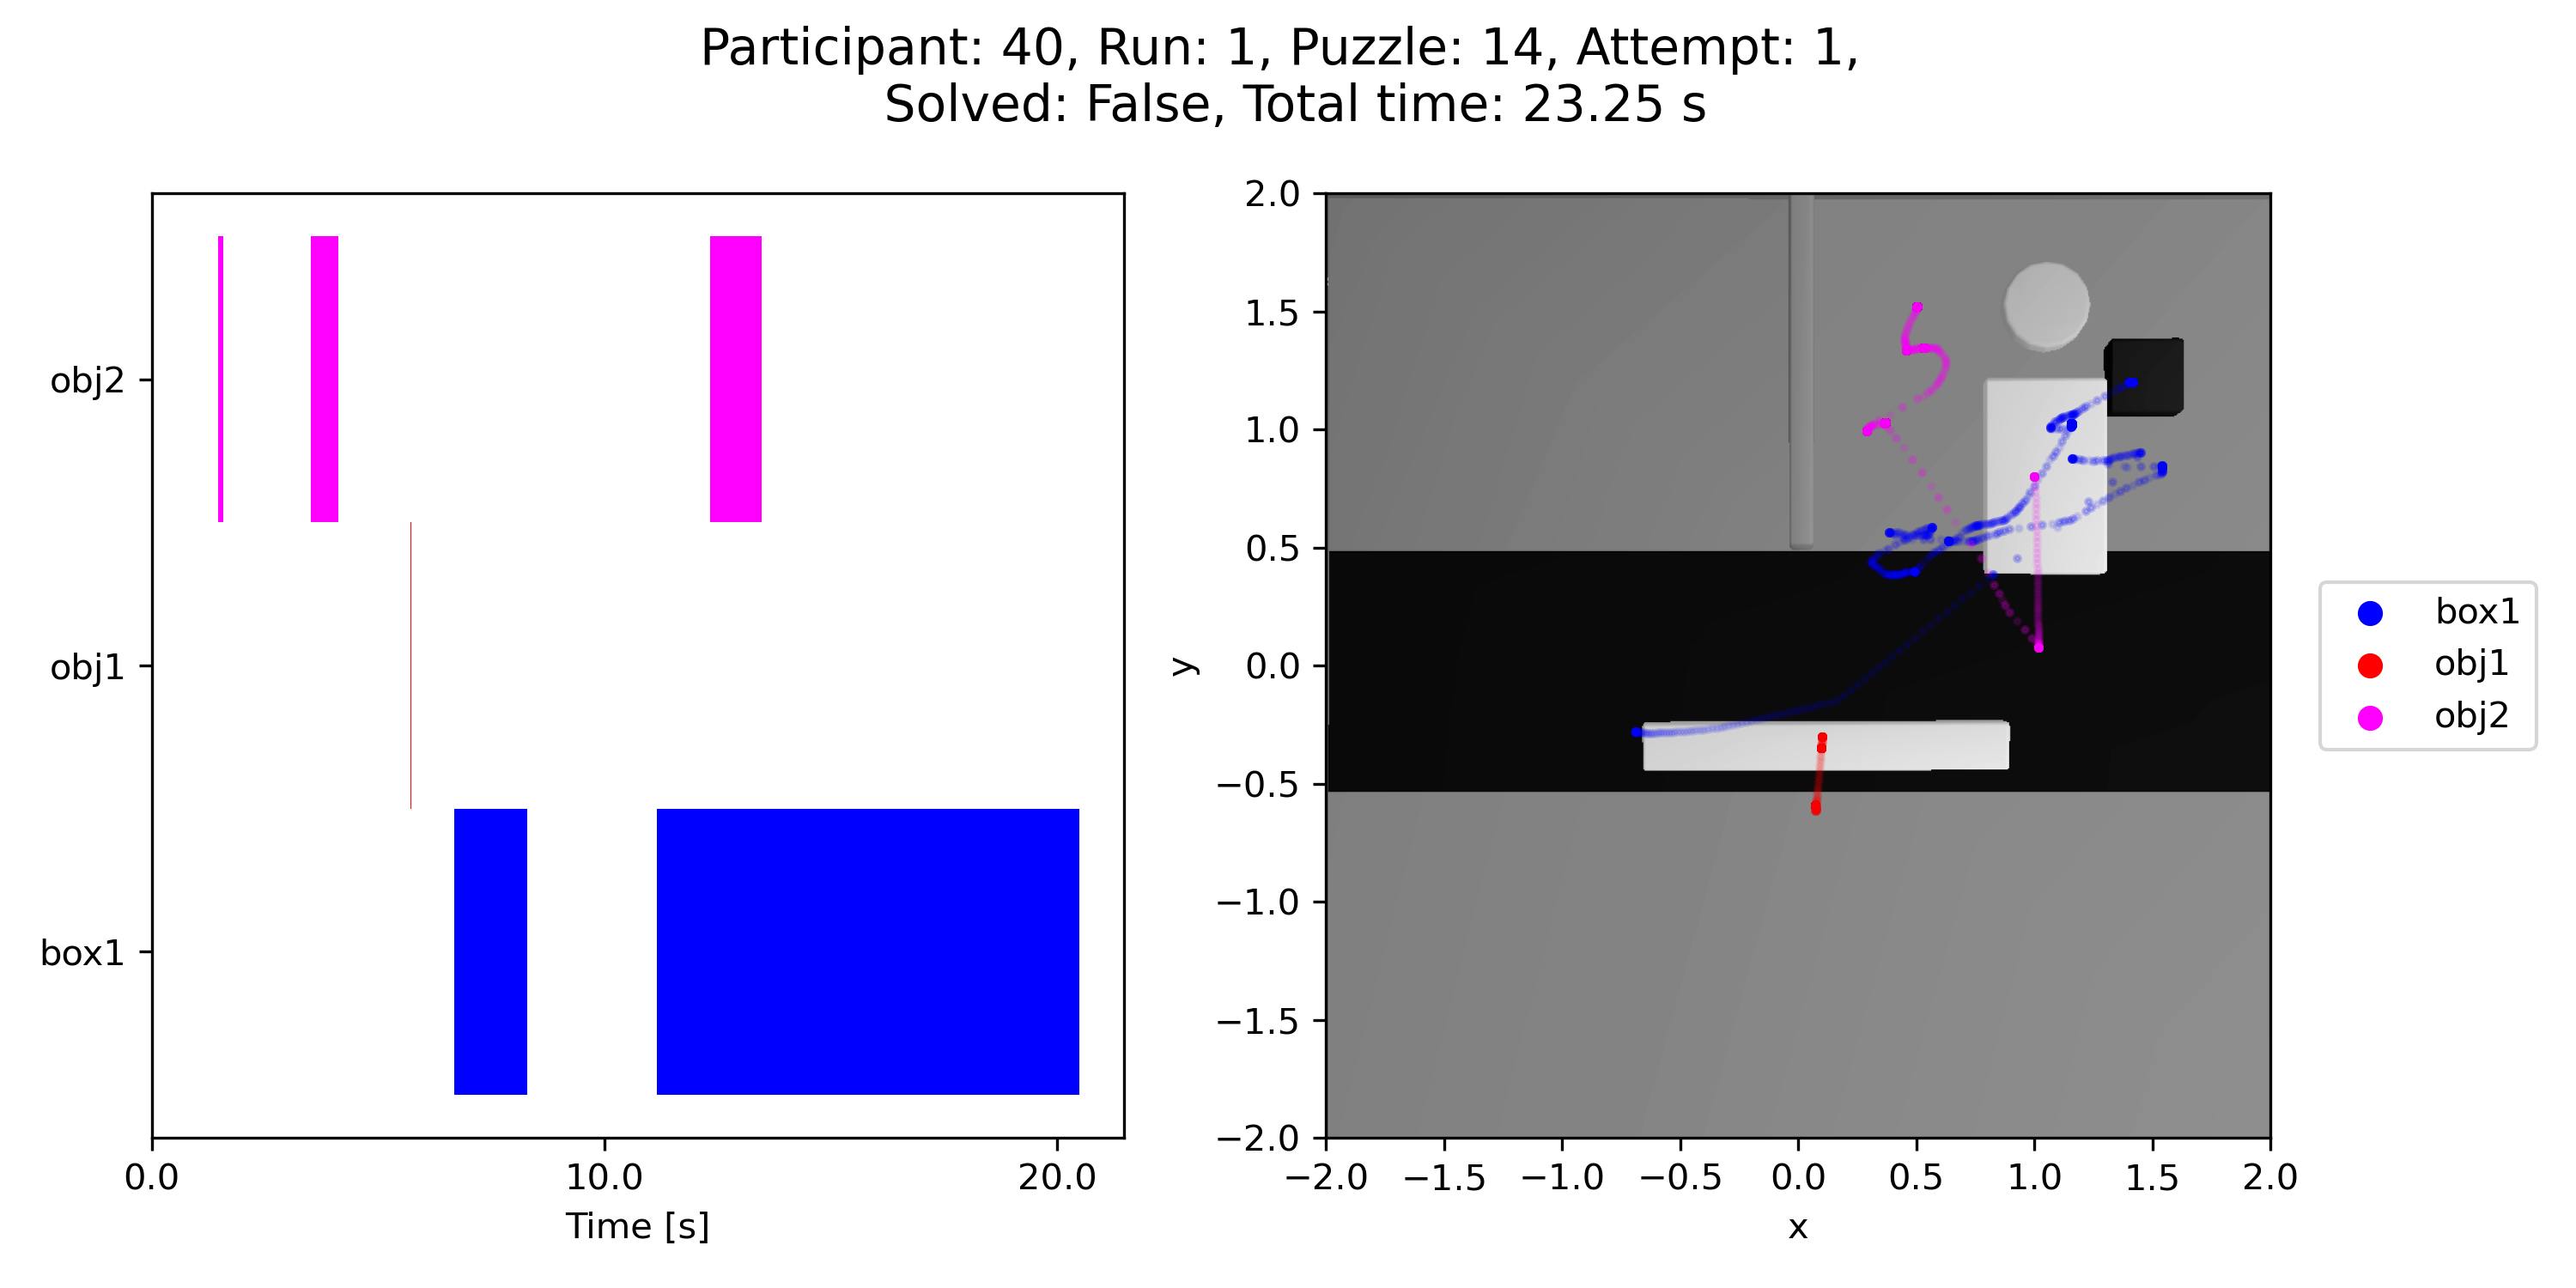 Participant: 40, Run: 1, Puzzle: 14, Attempt: 1,
Solved: False, Total time: 23.25 s
obj2
obj1
box1
0.0
10.0
20.0
Time [s]
2.0
1.5
1.0
0.5
0.0
−0.5
−1.0
−1.5
−2.0
y
−2.0
−1.5
−1.0
−0.5
0.0
0.5
1.0
1.5
2.0
x
box1
obj1
obj2